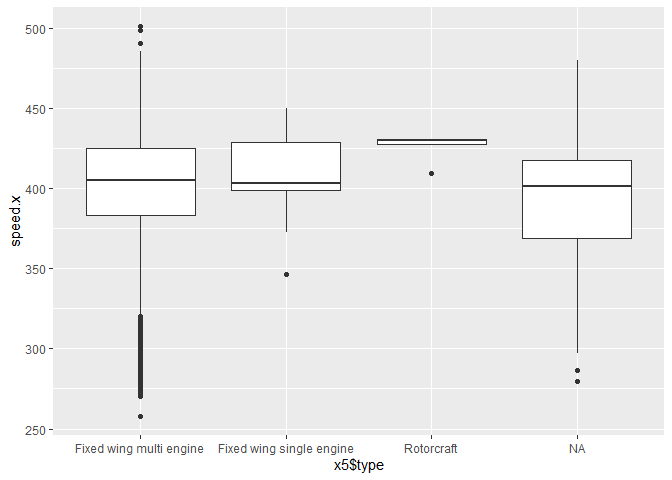 500
450
400
350
300
250
speed.x
Fixed wing multi engine
Fixed wing single engine
Rotorcraft
NA
x5$type